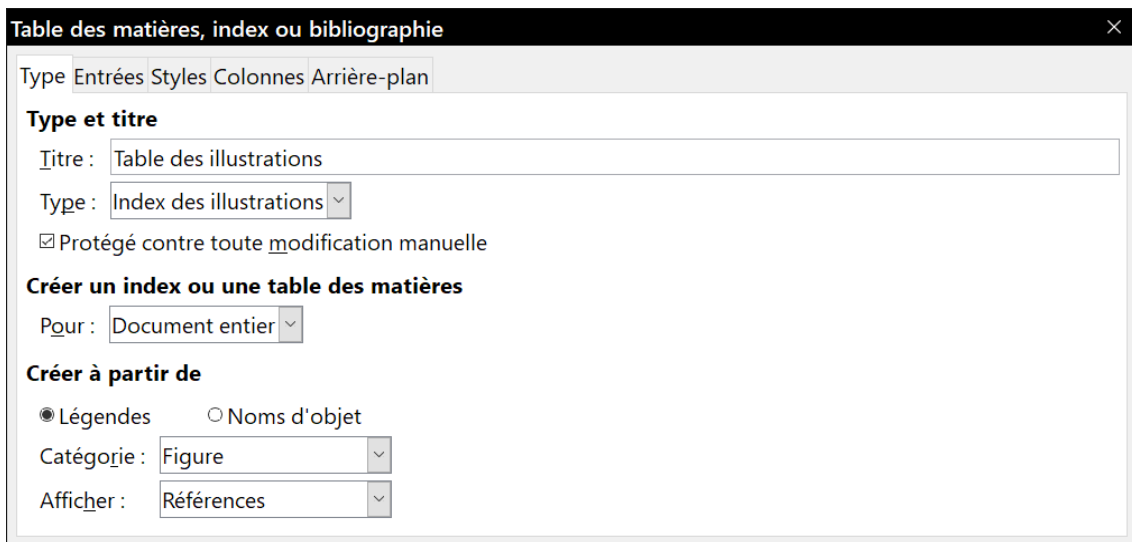 Table des matières, index ou bibliographie
Type Entrées Styles Colonnes Arrière-plan
Type et titre
Titre : Table des illustrations
Type : Index des illustrations
Protégé contre toute modification manuelle
Créer un index ou une table des matières
Pour : Document entier
Créer à partir de
Légendes Noms d'objet
Catégorie : Figure
Afficher : Références